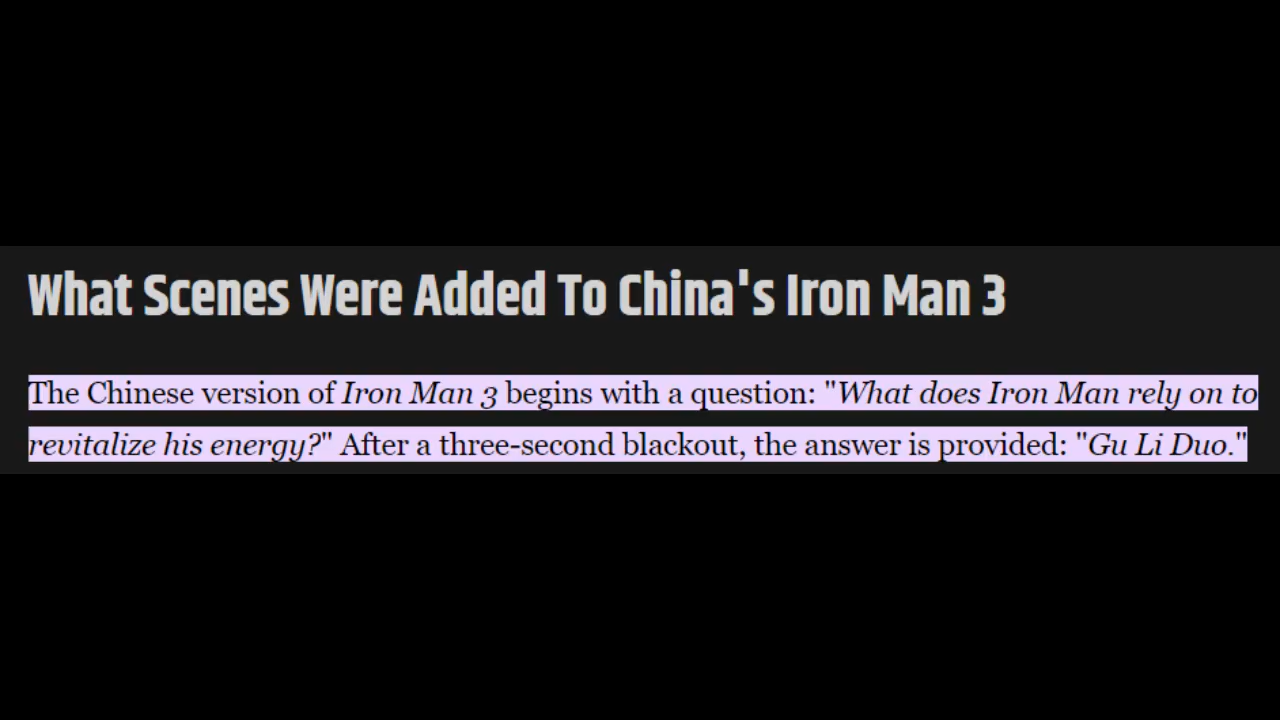 What Scenes Were Added To China's Iron Man 3
The Chinese version of Iron Man 3 begins with a question: "What does Iron Man rely on to
revitalize his energy?" After a three-second blackout, the answer is provided: "Gu Li Duo."